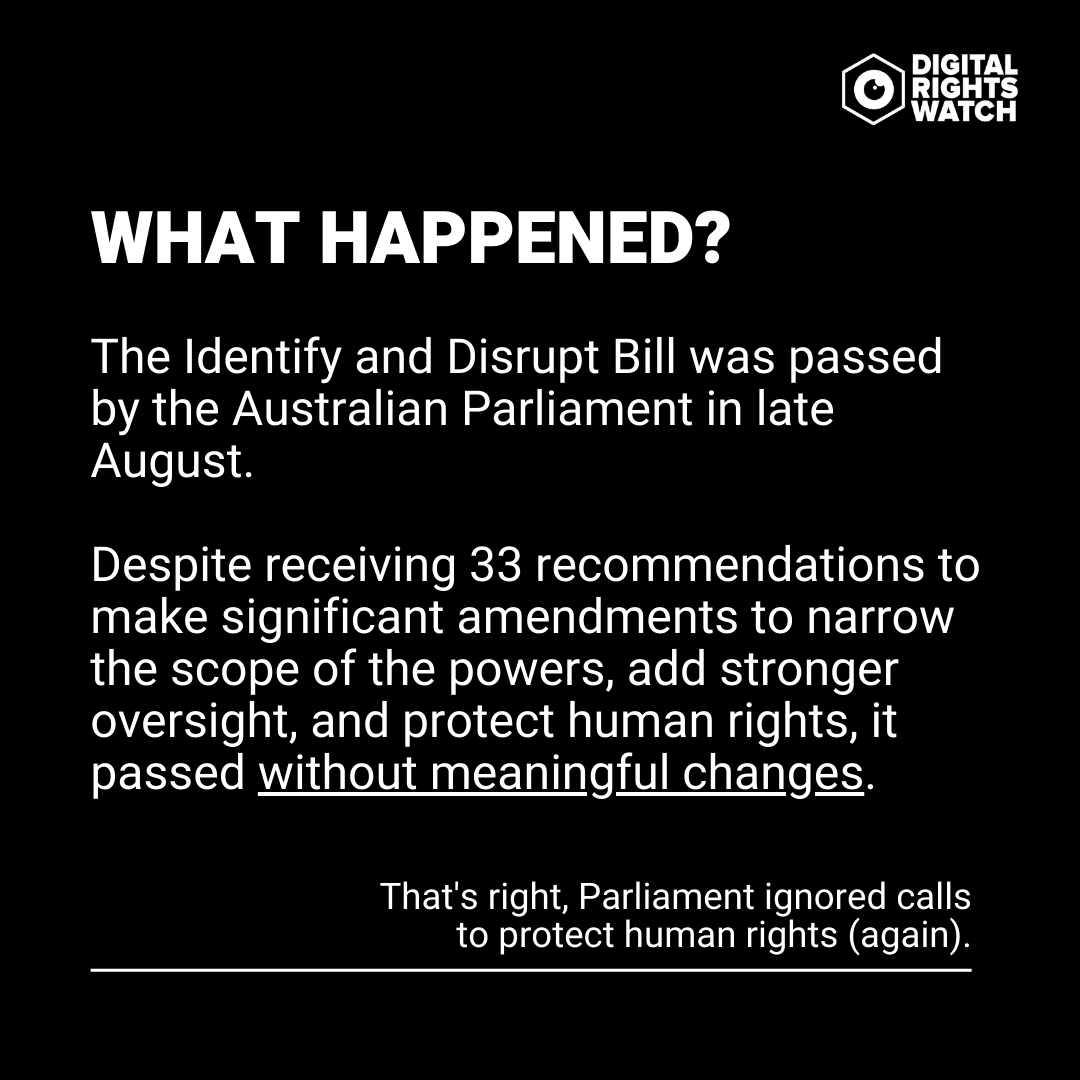 DIGITAL
RIGHTS
WATCH
WHAT HAPPENED?
The Identify and Disrupt Bill was passed
by the Australian Parliament in late
August.
Despite receiving 33 recommendations to
make significant amendments to narrow
the scope of the powers, add stronger
oversight, and protect human rights, it
passed without meaningful changes.
That's right, Parliament ignored calls
to protect human rights (again).